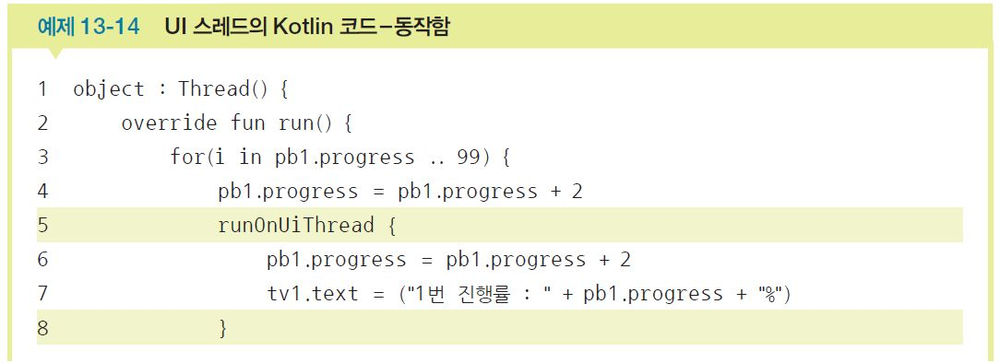 예제 13-14 UI 스레드의 Kotlin 코드-동작함
1 object : Thread() {
2 override fun run() {
3 for(i in pb1.progress .. 99) {
4 pb1.progress = pb1.progress + 2
5 runOnUiThread {
6 pb1.progress = pb1.progress + 2
7 tv1.text = ("1번 진행률 : " + pb1.progress + "%")
8 }